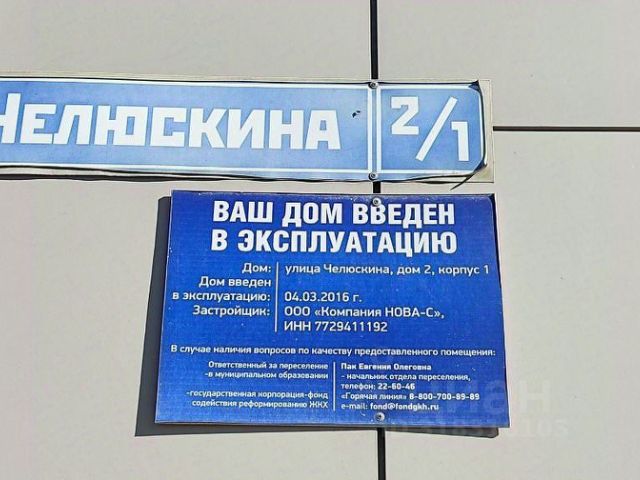 ЧЕЛЮСКИНА 2/1
ВАШ ДОМ ВВЕДЕН
В ЭКСПЛУАТАЦИЮ
Дом: улица Челюскина, дом 2, корпус 1
Дом введен
в эксплуатацию: 04.03.2016 г.
Застройщик: ООО «Компания НОВА-С»,
ИНН 7729411192
В случае наличия вопросов по качеству предоставленного помещения:
Ответственный за переселение
-в муниципальном образовании
Пак Евгения Олеговна
- начальник отдела переселения,
телефон: 22-60-46
-государственная корпорация-фонд
содействия реформированию ЖКХ
«Горячая линия» 8-800-700-89-89
e-mail: fond@fondgkh.ru